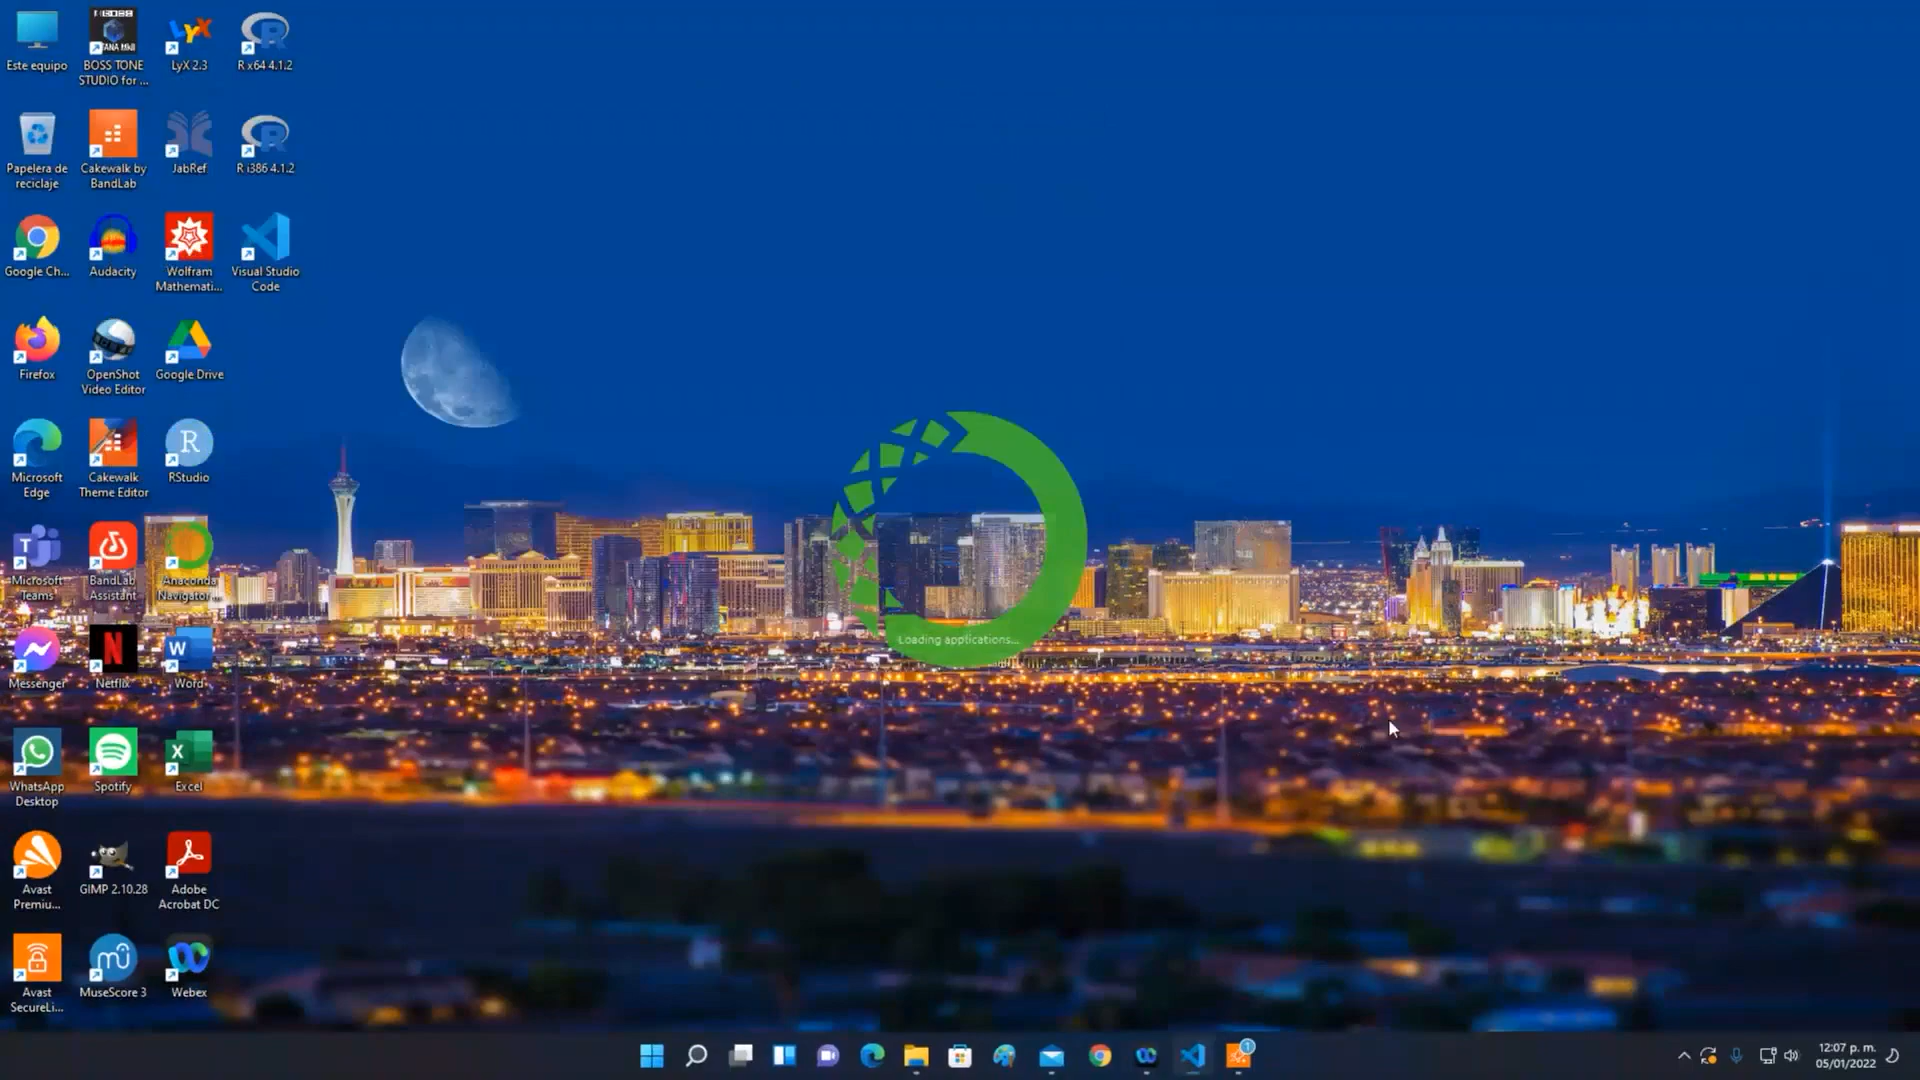 Este equipo
BOSS TONE
STUDIO for ...
LyX 2.3
R x64 4.1.2
Papelera de
reciclaje
Cakewalk by
BandLab
JabRef
R i386 4.1.2
Google Ch...
Audacity
Wolfram
Mathemati...
Visual Studio
Code
Firefox
OpenShot
Video Editor
Google Drive
Microsoft
Edge
Cakewalk
Theme Editor
RStudio
Microsoft
Teams
BandLab
Assistant
Anaconda
Navigator...
Messenger
Netflix
Word
WhatsApp
Desktop
Spotify
Excel
Avast
Premiu...
GIMP 2.10.28
Adobe
Acrobat DC
Avast
SecureLi...
MuseScore 3
Webex
Loading applications...
1
12:07 p. m.
05/01/2022